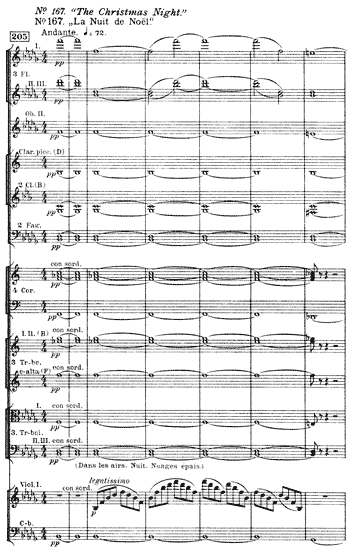 Nº 167. "The Christmas Night."
Nº 167. „La Nuit de Noël."
Andante. ♩. 72.
205
I.
3 Fl.
II. III.
pp
Ob. II.
pp
Clar. picc. (D)
pp
2 Cl. (B)
pp
2 Fag.
pp
con sord.
pp
4 Cor.
con sord.
pp
I. II. (B) con sord.
pp
3 Tr-be.
c-alta (F) con sord.
pp
I. con sord.
pp
3. Tr-bni.
II. III. con sord.
pp
(Dans les airs. Nuit. Nuages épais.)
legatissimo
Viol. I.
p
C-b.